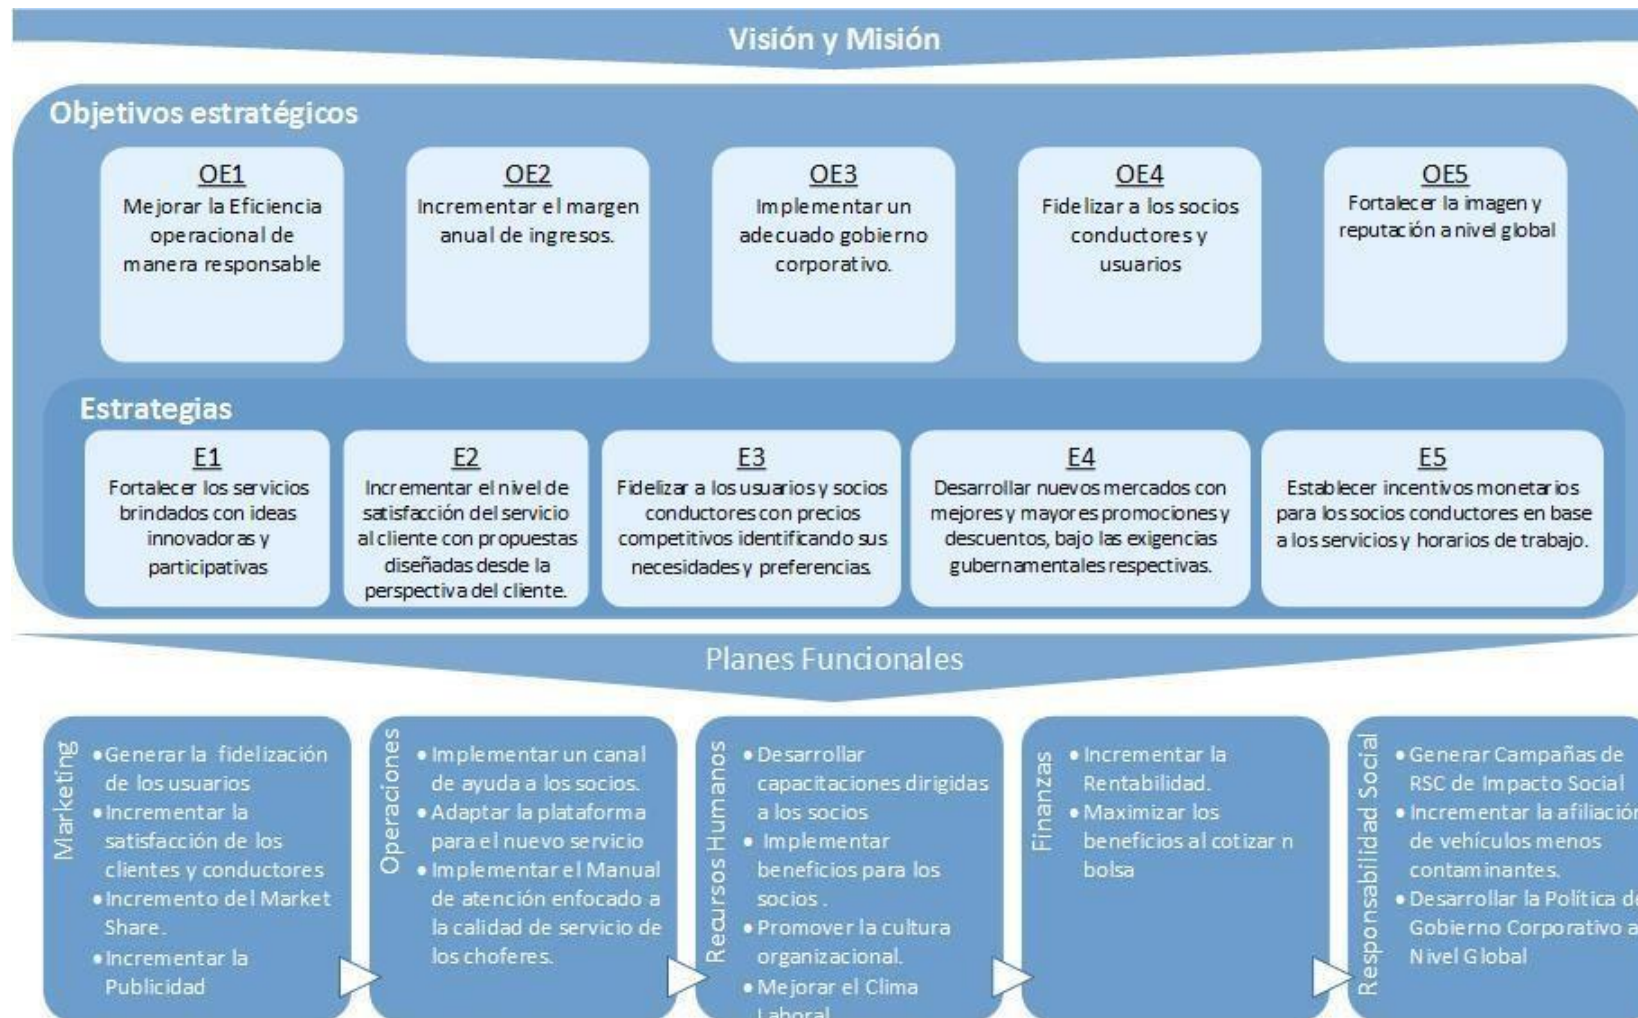 Visión y Misión
Objetivos estratégicos
OE1
Mejorar la Eficiencia
operacional de
manera responsable
OE2
Incrementar el margen
anual de ingresos.
OE3
Implementar un
adecuado gobierno
corporativo.
OE4
Fidelizar a los socios
conductores y
usuarios
OE5
Fortalecer la imagen y
reputación a nivel global
Estrategias
E1
Fortalecer los servicios
brindados con ideas
innovadoras y
participativas
E2
Incrementar el nivel de
satisfacción del servicio
al cliente con propuestas
diseñadas desde la
perspectiva del cliente.
E3
Fidelizar a los usuarios y socios
conductores con precios
competitivos identificando sus
necesidades y preferencias.
E4
Desarrollar nuevos mercados con
mejores y mayores promociones y
descuentos, bajo las exigencias
gubernamentales respectivas.
E5
Establecer incentivos monetarios
para los socios conductores en base
a los servicios y horarios de trabajo.
Planes Funcionales
Marketing
• Generar la fidelización
de los usuarios
• Incrementar la
satisfacción de los
clientes y conductores
• Incremento del Market
Share.
• Incrementar la
Publicidad
Operaciones
• Implementar un canal
de ayuda a los socios.
• Adaptar la plataforma
para el nuevo servicio
• Implementar el Manual
de atención enfocado a
la calidad de servicio de
los choferes.
Recursos Humanos
• Desarrollar
capacitaciones dirigidas
a los socios
• Implementar
beneficios para los
socios .
• Promover la cultura
organizacional.
• Mejorar el Clima
Laboral
Finanzas
• Incrementar la
Rentabilidad.
• Maximizar los
beneficios al cotizar n
bolsa
Responsabilidad Social
• Generar Campañas de
RSC de Impacto Social
• Incrementar la afiliación
de vehículos menos
contaminantes.
• Desarrollar la Política de
Gobierno Corporativo a
Nivel Global